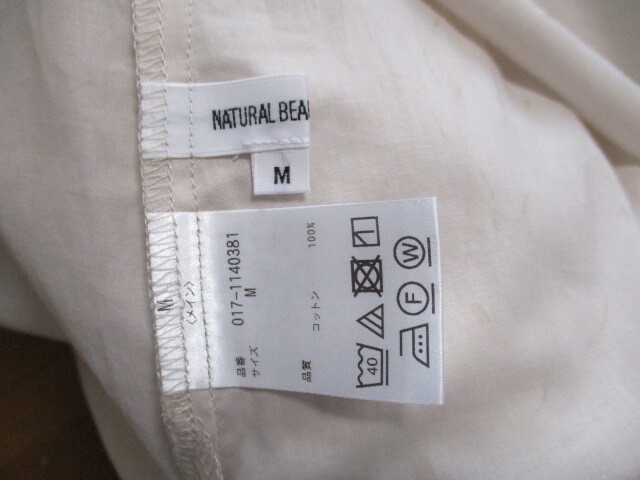 NATURAL BEA
M
M
〈メイン〉
品番 017-1140381
サイズ M
品質 コットン 100%
40
F
W